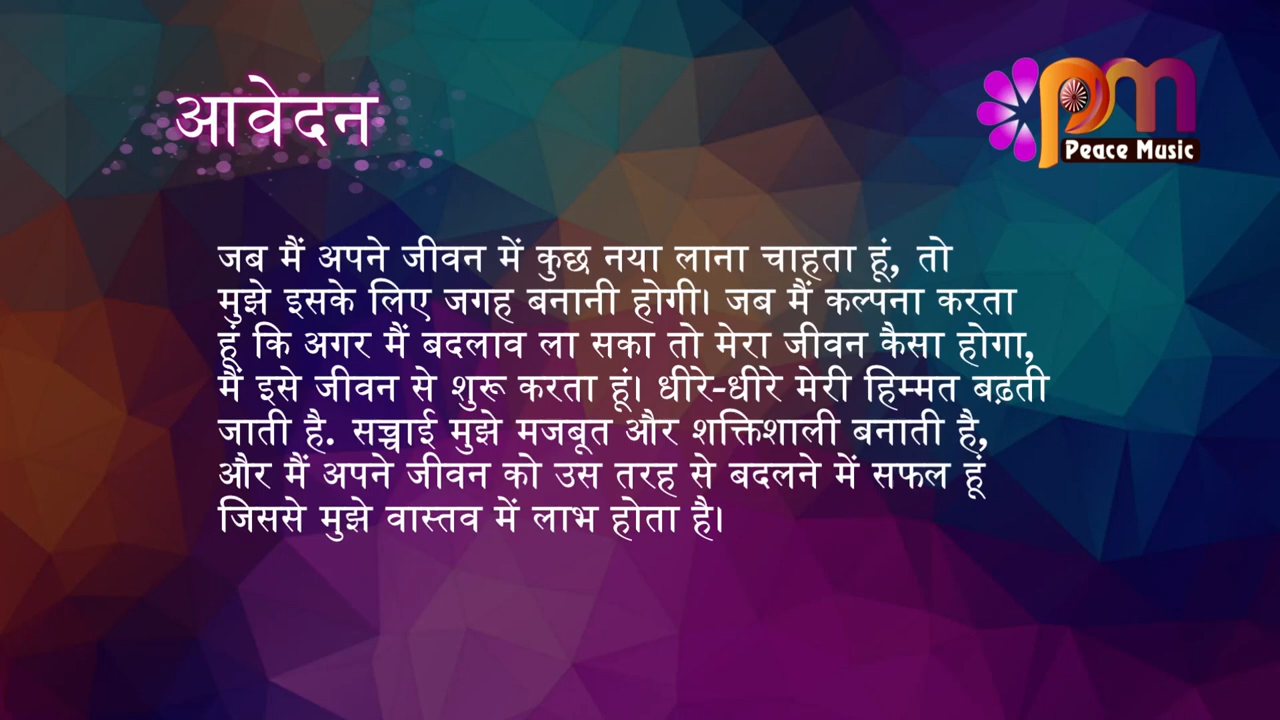 आवेदन
pm
Peace Music
जब मैं अपने जीवन में कुछ नया लाना चाहता हूं, तो
मुझे इसके लिए जगह बनानी होगी। जब मैं कल्पना करता
हूं कि अगर मैं बदलाव ला सका तो मेरा जीवन कैसा होगा,
मैं इसे जीवन से शुरू करता हूं। धीरे-धीरे मेरी हिम्मत बढ़ती
जाती है. सच्चाई मुझे मजबूत और शक्तिशाली बनाती है,
और मैं अपने जीवन को उस तरह से बदलने में सफल हूं
जिससे मुझे वास्तव में लाभ होता है।